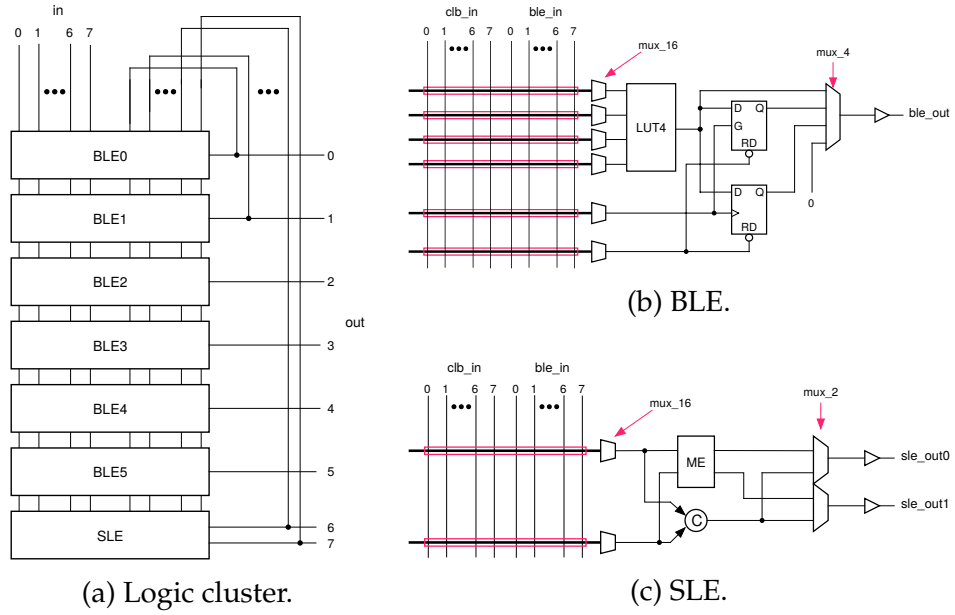 in
0 1 6 7
•••
•••
•••
BLE0
0
BLE1
1
BLE2
2
out
BLE3
3
BLE4
4
BLE5
5
SLE
6
7
(a) Logic cluster.
clb_in ble_in
0 1 6 7 0 1 6 7
•••
•••
mux_16
mux_4
LUT4
D Q
G
RD
D Q
RD
0
ble_out
(b) BLE.
clb_in ble_in
0 1 6 7 0 1 6 7
•••
•••
mux_16
mux_2
ME
C
sle_out0
sle_out1
(c) SLE.